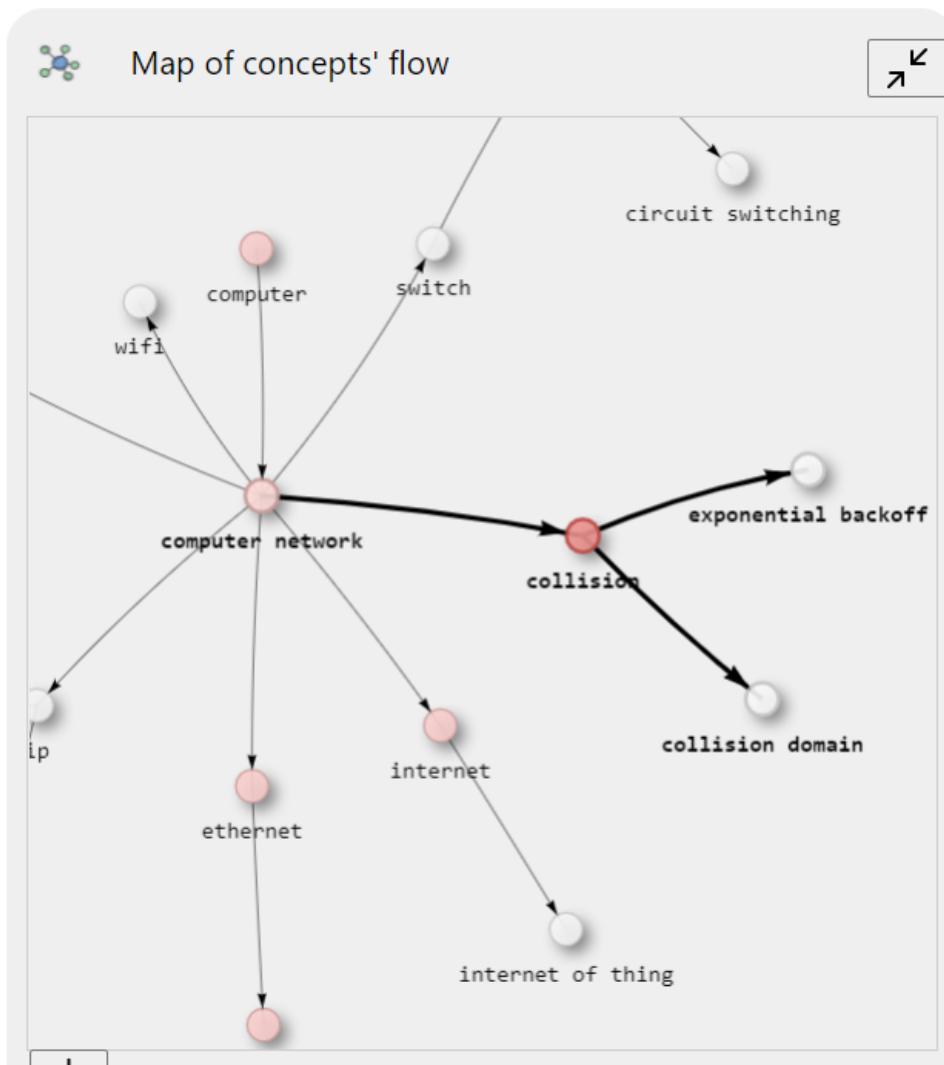 Map of concepts' flow
circuit switching
computer
switch
wifi
exponential backoff
computer network
collision
collision domain
ip
internet
ethernet
internet of thing